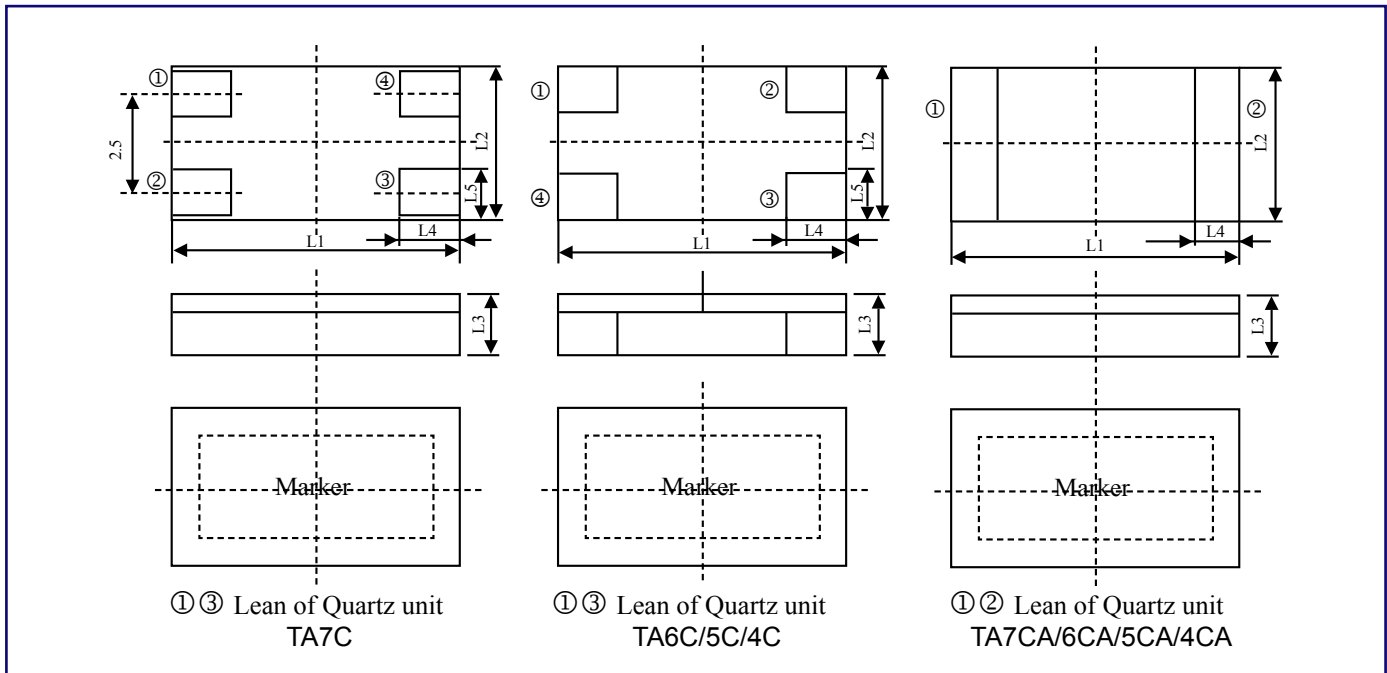 ① ④
2.5
② ③
L2
L5
L4
L1
L3
Marker
①③ Lean of Quartz unit
TA7C
① ②
④ ③
L2
L5
L4
L1
L3
Marker
①③ Lean of Quartz unit
TA6C/5C/4C
① ②
L2
L4
L1
L3
Marker
①② Lean of Quartz unit
TA7CA/6CA/5CA/4CA